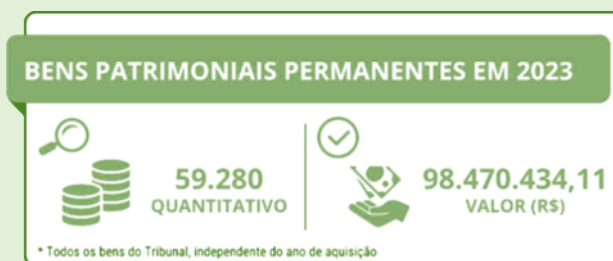 BENS PATRIMONIAIS PERMANENTES EM 2023
59.280
QUANTITATIVO
98.470.434,11
VALOR (R$)
* Todos os bens do Tribunal, independente do ano de aquisição